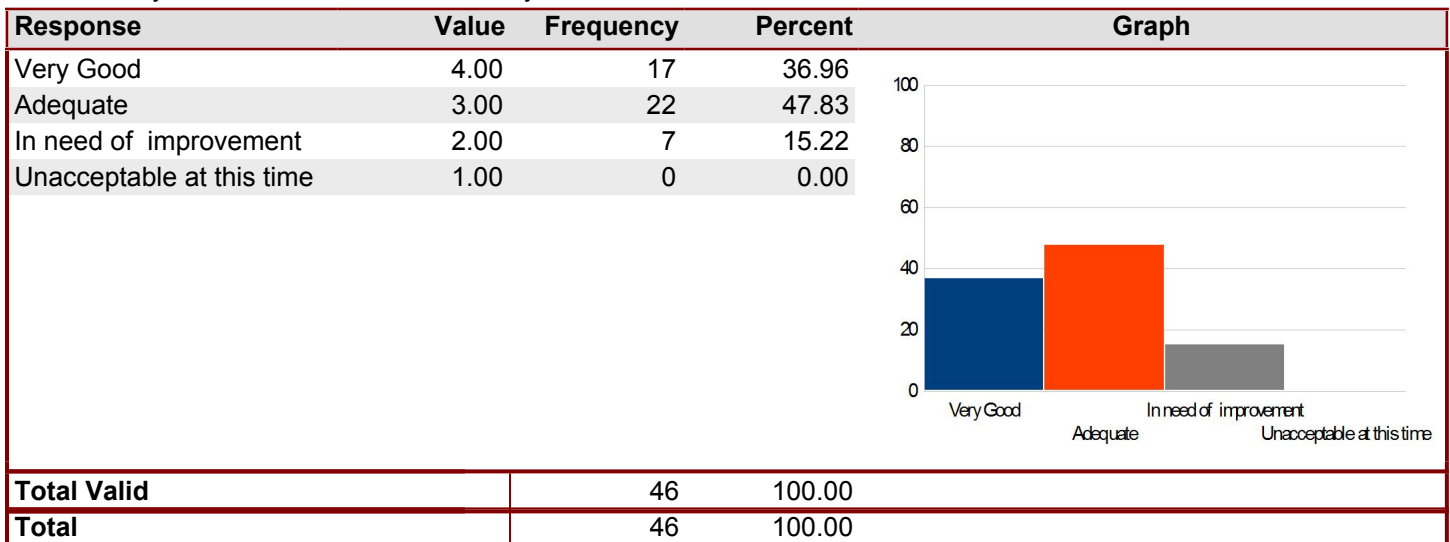 Response Value Frequency Percent Graph
Very Good 4.00 17 36.96
Adequate 3.00 22 47.83
In need of improvement 2.00 7 15.22
Unacceptable at this time 1.00 0 0.00
100
80
60
40
20
0
Very Good In need of improvement
Adequate Unacceptable at this time
Total Valid 46 100.00
Total 46 100.00